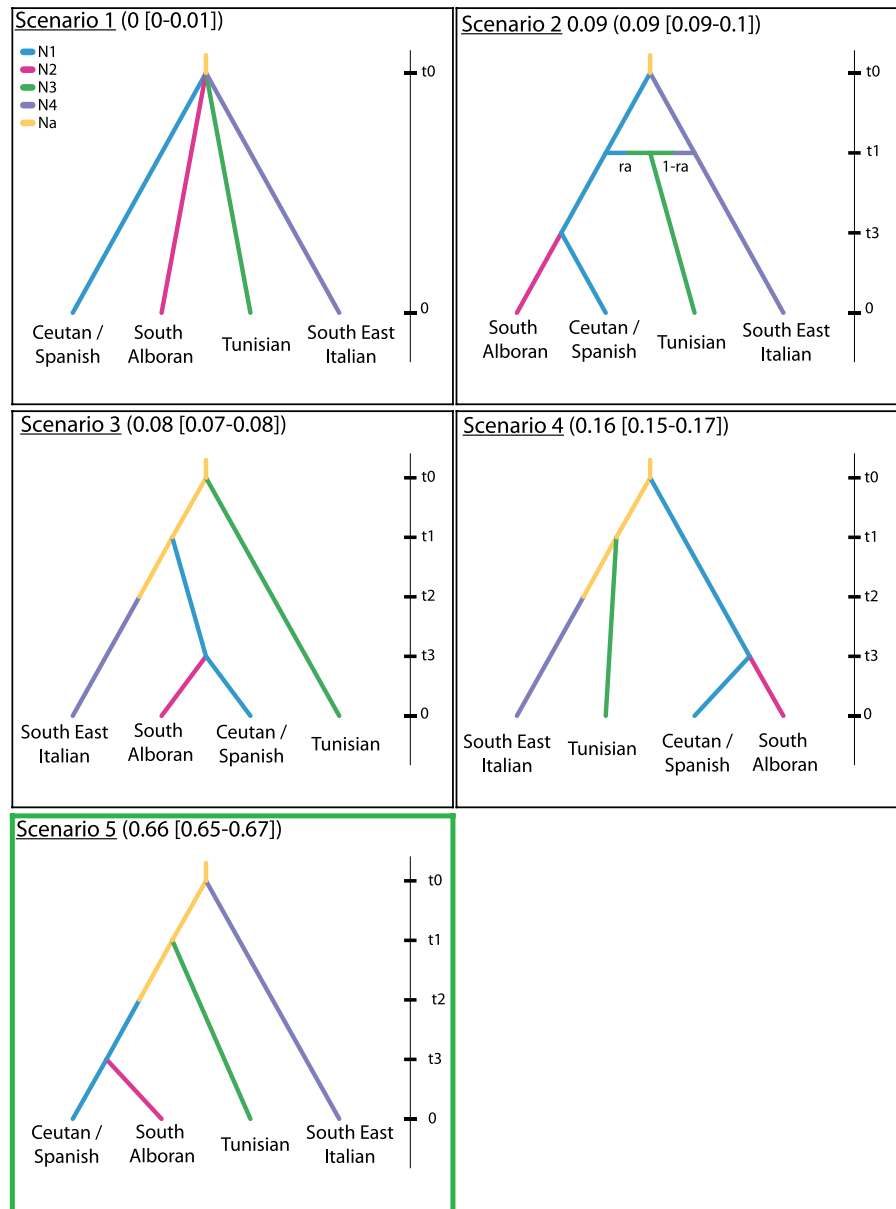 Scenario 1 (0 [0-0.01])
N1
N2
N3
N4
Na
t0
0
Ceutan /
Spanish
South
Alboran
Tunisian
South East
Italian
Scenario 2 0.09 (0.09 [0.09-0.1])
t0
t1
ra
1-ra
t3
0
South
Alboran
Ceutan /
Spanish
Tunisian
South East
Italian
Scenario 3 (0.08 [0.07-0.08])
t0
t1
t2
t3
0
South East
Italian
South
Alboran
Ceutan /
Spanish
Tunisian
Scenario 4 (0.16 [0.15-0.17])
t0
t1
t2
t3
0
South East
Italian
Tunisian
Ceutan /
Spanish
South
Alboran
Scenario 5 (0.66 [0.65-0.67])
t0
t1
t2
t3
0
Ceutan /
Spanish
South
Alboran
Tunisian
South East
Italian